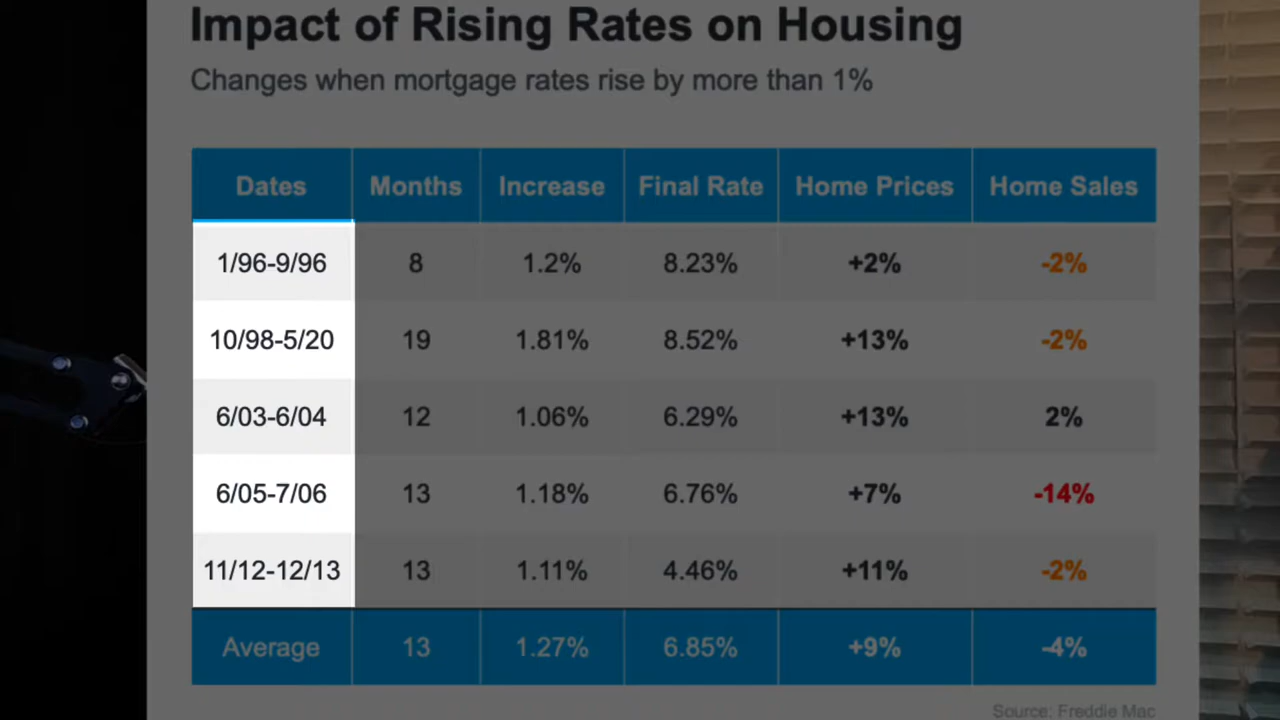 Impact of Rising Rates on Housing
Changes when mortgage rates rise by more than 1%
Dates Months Increase Final Rate Home Prices Home Sales
1/96-9/96 8 1.2% 8.23% +2% -2%
10/98-5/20 19 1.81% 8.52% +13% -2%
6/03-6/04 12 1.06% 6.29% +13% 2%
6/05-7/06 13 1.18% 6.76% +7% -14%
11/12-12/13 13 1.11% 4.46% +11% -2%
Average 13 1.27% 6.85% +9% -4%
Source: Freddie Mac